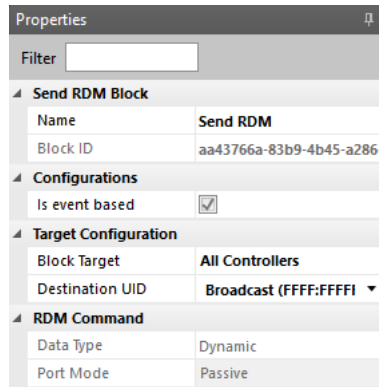 Properties
Filter
Send RDM Block
Name Send RDM
Block ID aa43766a-83b9-4b45-a286
Configurations
Is event based
Target Configuration
Block Target All Controllers
Destination UID Broadcast (FFFF:FFFFI
RDM Command
Data Type Dynamic
Port Mode Passive